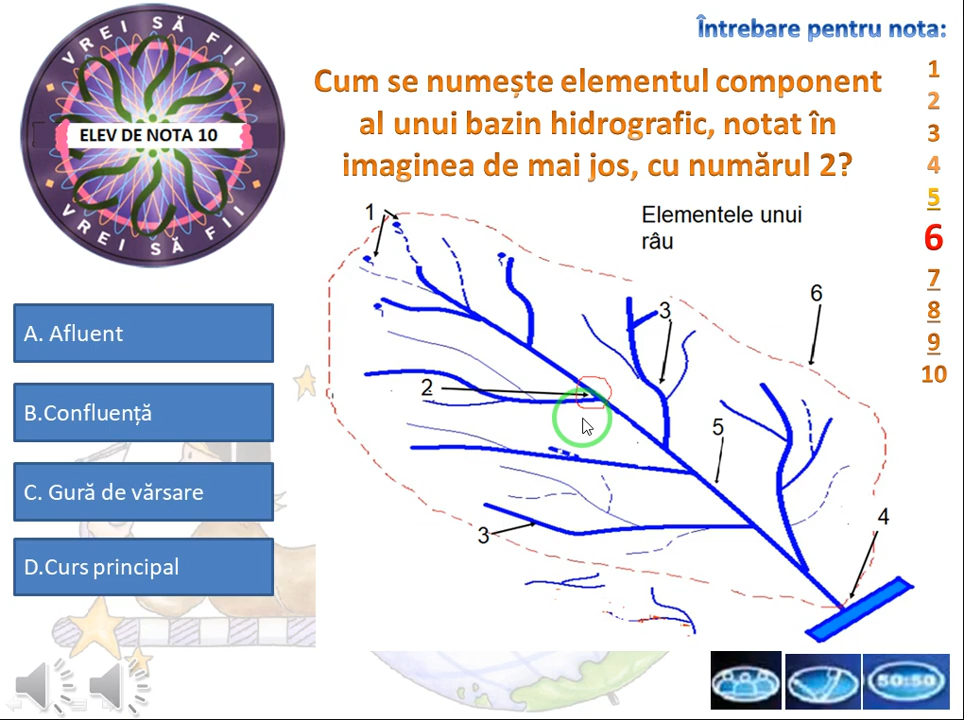 VREI SĂ FII
ELEV DE NOTA 10
VREI SĂ FII
Întrebare pentru nota:
Cum se numește elementul component
al unui bazin hidrografic, notat în
imaginea de mai jos, cu numărul 2?
1
2
3
4
5
6
7
8
9
10
A. Afluent
B.Confluență
C. Gură de vărsare
D.Curs principal
Elementele unui
râu
1
6
3
2
5
4
3
50:50